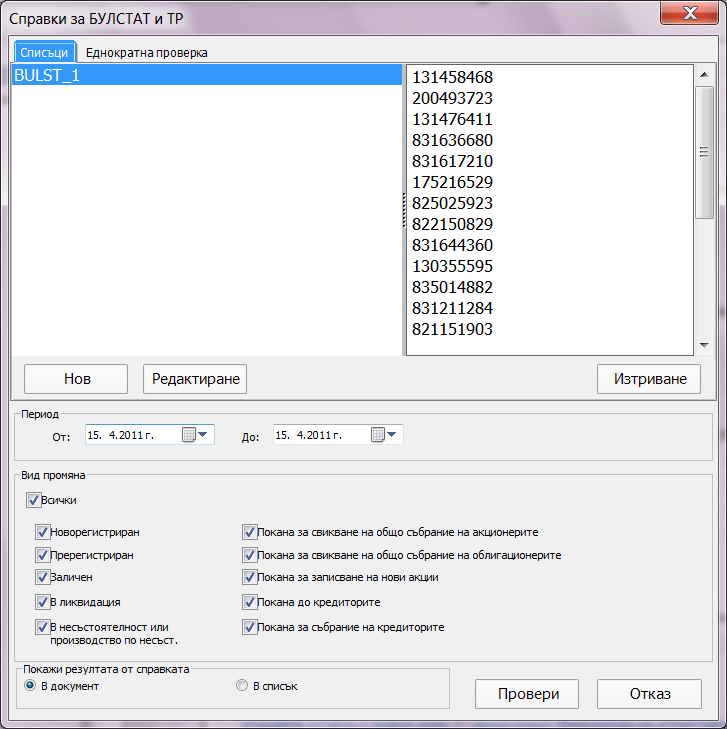 Справки за БУЛСТАТ и ТР
Списъци Еднократна проверка
BULST_1
131458468
200493723
131476411
831636680
831617210
175216529
825025923
822150829
831644360
130355595
835014882
831211284
821151903
Нов Редактиране Изтриване
Период
От: 15. 4.2011 г. До: 15. 4.2011 г.
Вид промяна
Всички
Новорегистриран
Пререгистриран
Заличен
В ликвидация
В несъстоятелност или
производство по несъст.
Покана за свикване на общо събрание на акционерите
Покана за свикване на общо събрание на облигационерите
Покана за записване на нови акции
Покана до кредиторите
Покана за събрание на кредиторите
Покажи резултата от справката
В документ В списък
Провери Отказ